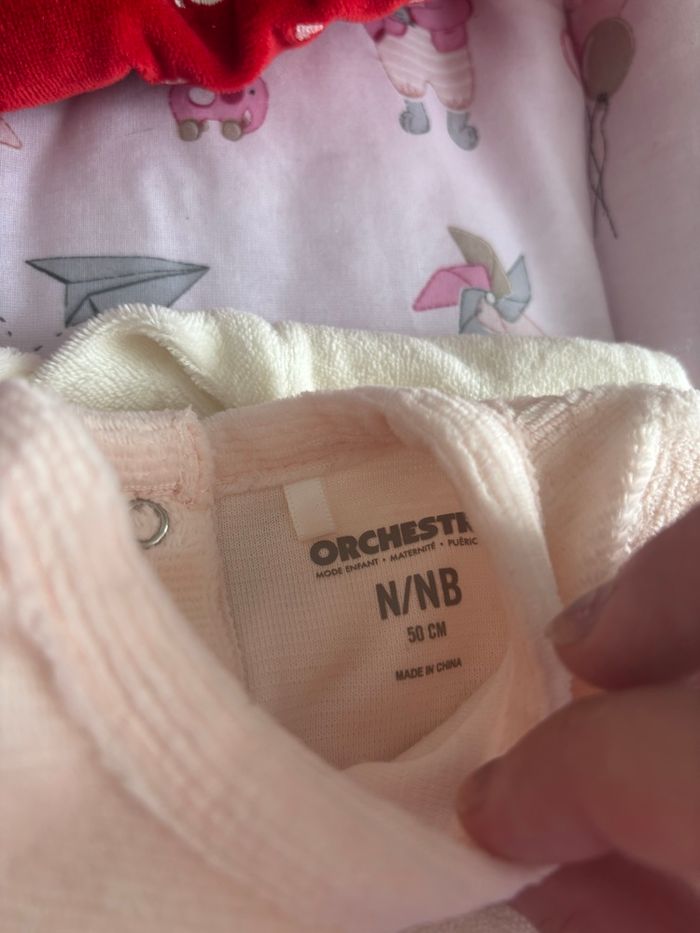 ORCHESTR
MODE ENFANT • MATERNITÉ • PUÉRIC
N/NB
50 CM
MADE IN CHINA